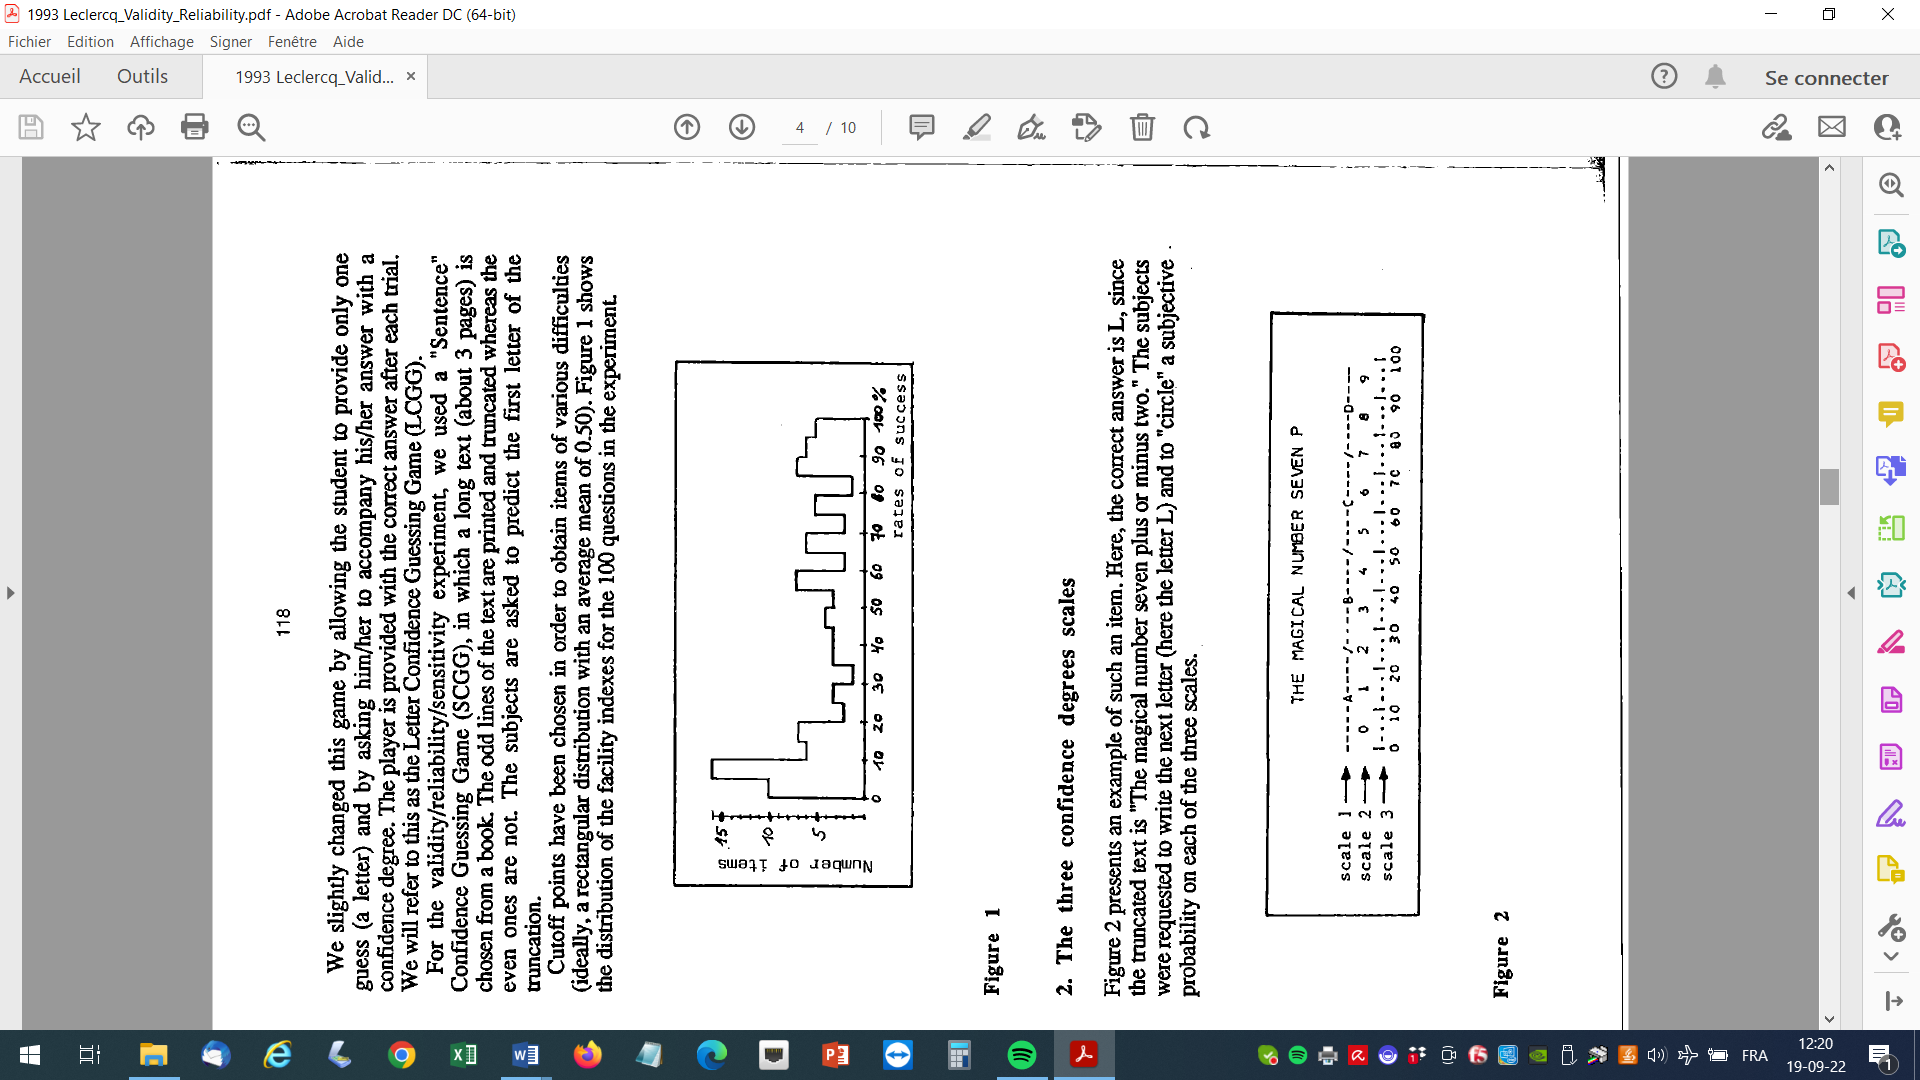 1993 Leclercq_Validity_Reliability.pdf - Adobe Acrobat Reader DC (64-bit)
Fichier Edition Affichage Signer Fenêtre Aide
Accueil Outils 1993 Leclercq_Valid... × Se connecter
4 / 10
118
We slightly changed this game by allowing the student to provide only one
guess (a letter) and by asking him/her to accompany his/her answer with a
confidence degree. The player is provided with the correct answer after each trial.
We will refer to this as the Letter Confidence Guessing Game (LCGG).
For the validity/reliability/sensitivity experiment, we used a "Sentence"
Confidence Guessing Game (SCGG), in which a long text (about 3 pages) is
chosen from a book. The odd lines of the text are printed and truncated whereas the
even ones are not. The subjects are asked to predict the first letter of the
truncation.
Cutoff points have been chosen in order to obtain items of various difficulties
(ideally, a rectangular distribution with an average mean of 0.50). Figure 1 shows
the distribution of the facility indexes for the 100 questions in the experiment.
Number of items
15
10
5
0 10 20 30 40 50 60 70 80 90 100%
rates of success
Figure 1
2. The three confidence degrees scales
Figure 2 presents an example of such an item. Here, the correct answer is L, since
the truncated text is "The magical number seven plus or minus two." The subjects
were requested to write the next letter (here the letter L) and to "circle" a subjective
probability on each of the three scales.
THE MAGICAL NUMBER SEVEN P
scale 1 -----A----/----B----/----C----/----D----
scale 2 0 1 2 3 4 5 6 7 8 9
scale 3 |...|...|...|...|...|...|...|...|...|...|
0 10 20 30 40 50 60 70 80 90 100
Figure 2
FRA
12:20
19-09-22
1